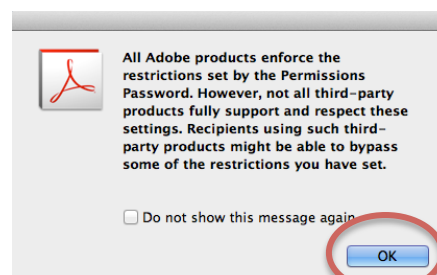 All Adobe products enforce the
restrictions set by the Permissions
Password. However, not all third-party
products fully support and respect these
settings. Recipients using such third-
party products might be able to bypass
some of the restrictions you have set.
Do not show this message again
OK